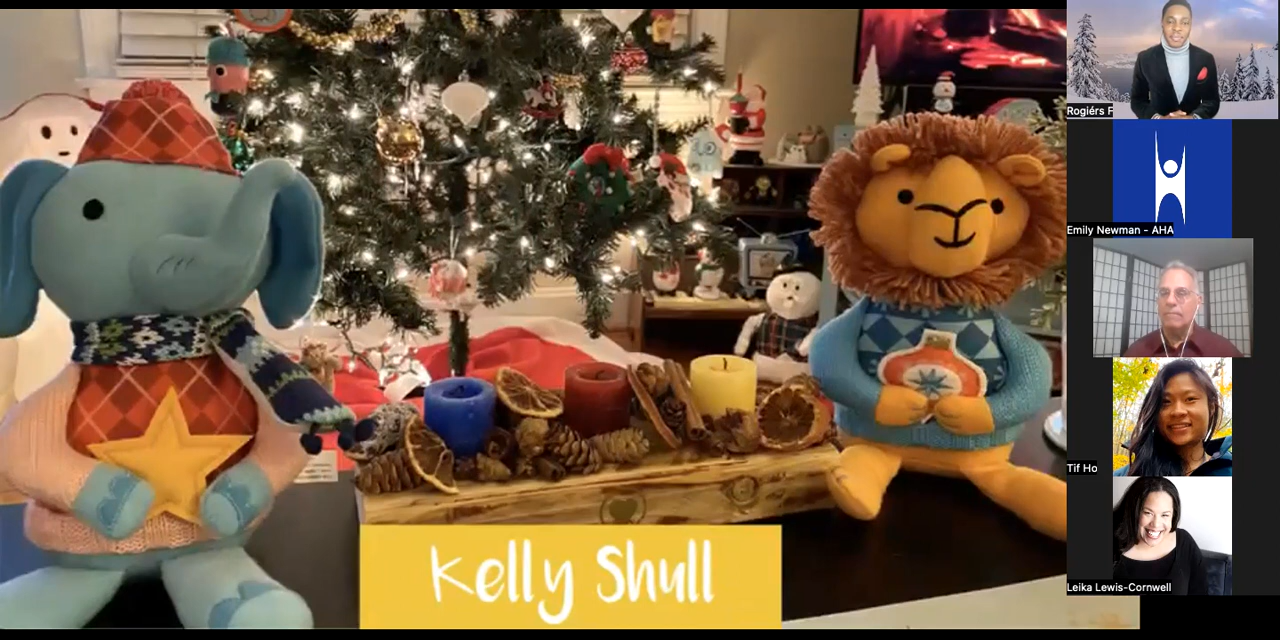 Kelly Shull
Rogiérs F
Emily Newman - AHA
Tif Ho
Leika Lewis-Cornwell